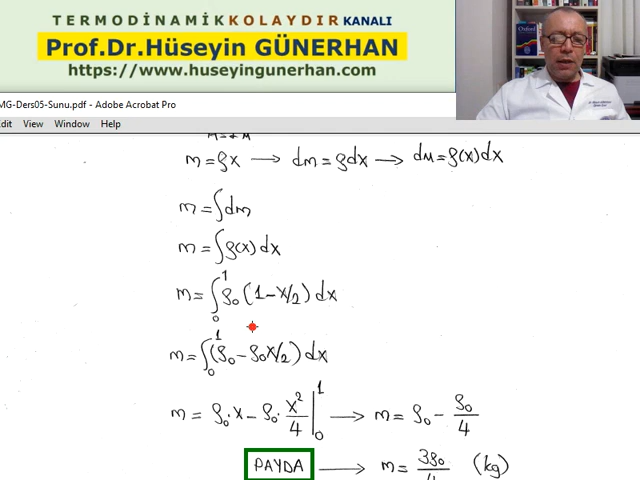 TERMODİNAMİKKOLAYDIR KANALI
Prof.Dr.Hüseyin GÜNERHAN
https://www.huseyingunerhan.com
MG-Ders05-Sunu.pdf - Adobe Acrobat Pro
dit View Window Help
m=ρx → dm=ρdx → dm=ρ(x)dx
m=∫dm
m=∫ρ(x)dx
m=∫₀¹ρ₀(1-x/2)dx
m=∫₀¹(ρ₀-ρ₀x/2)dx
m=ρ₀·x-ρ₀·x²/4|₀¹ → m=ρ₀-ρ₀/4
PAYDA → m=3ρ₀/4 (kg)